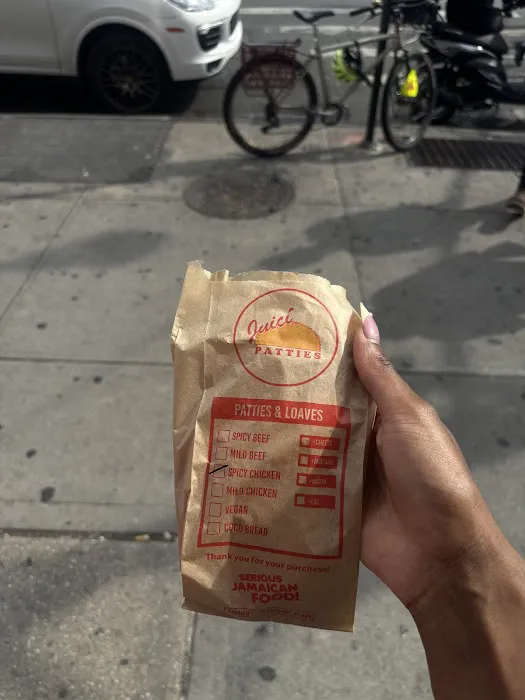 Juici
PATTIES
PATTIES & LOAVES
SPICY BEEF
MILD BEEF
SPICY CHICKEN
MILD CHICKEN
VEGAN
COCO BREAD
+CHEESE
Thank you for your purchase!
SERIOUS
JAMAICAN
FOOD!